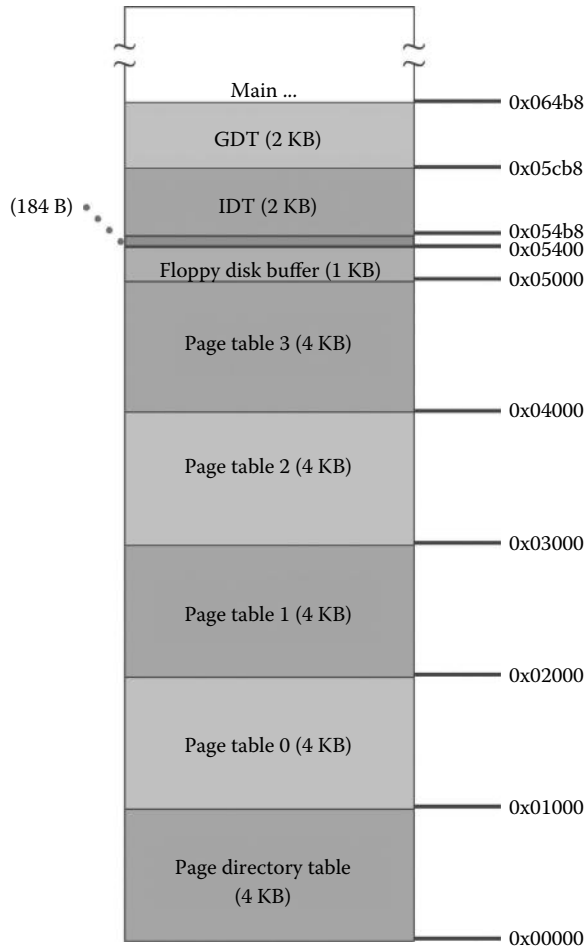 Main ...
0x064b8
GDT (2 KB)
0x05cb8
(184 B)
IDT (2 KB)
0x054b8
0x05400
Floppy disk buffer (1 KB)
0x05000
Page table 3 (4 KB)
0x04000
Page table 2 (4 KB)
0x03000
Page table 1 (4 KB)
0x02000
Page table 0 (4 KB)
0x01000
Page directory table
(4 KB)
0x00000